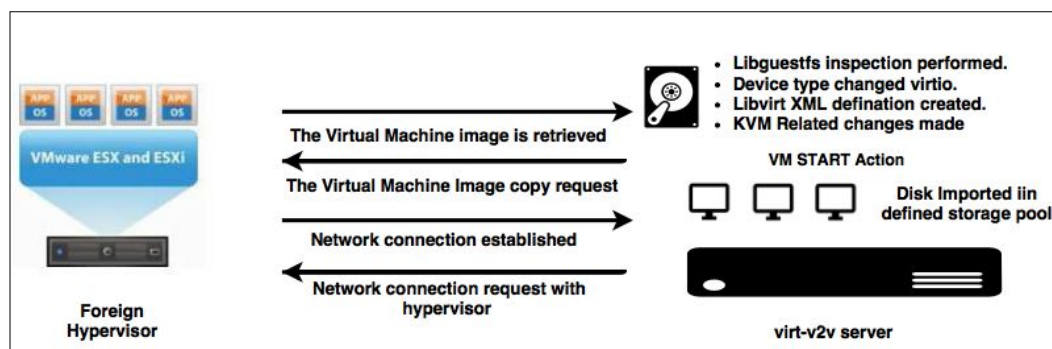 APP APP APP APP
OS OS OS OS
VMware ESX and ESXi
Foreign
Hypervisor
The Virtual Machine image is retrieved
The Virtual Machine Image copy request
Network connection established
Network connection request with
hypervisor
• Libguestfs inspection performed.
• Device type changed virtio.
• Libvirt XML defination created.
• KVM Related changes made
VM START Action
Disk Imported iin
defined storage pool
virt-v2v server